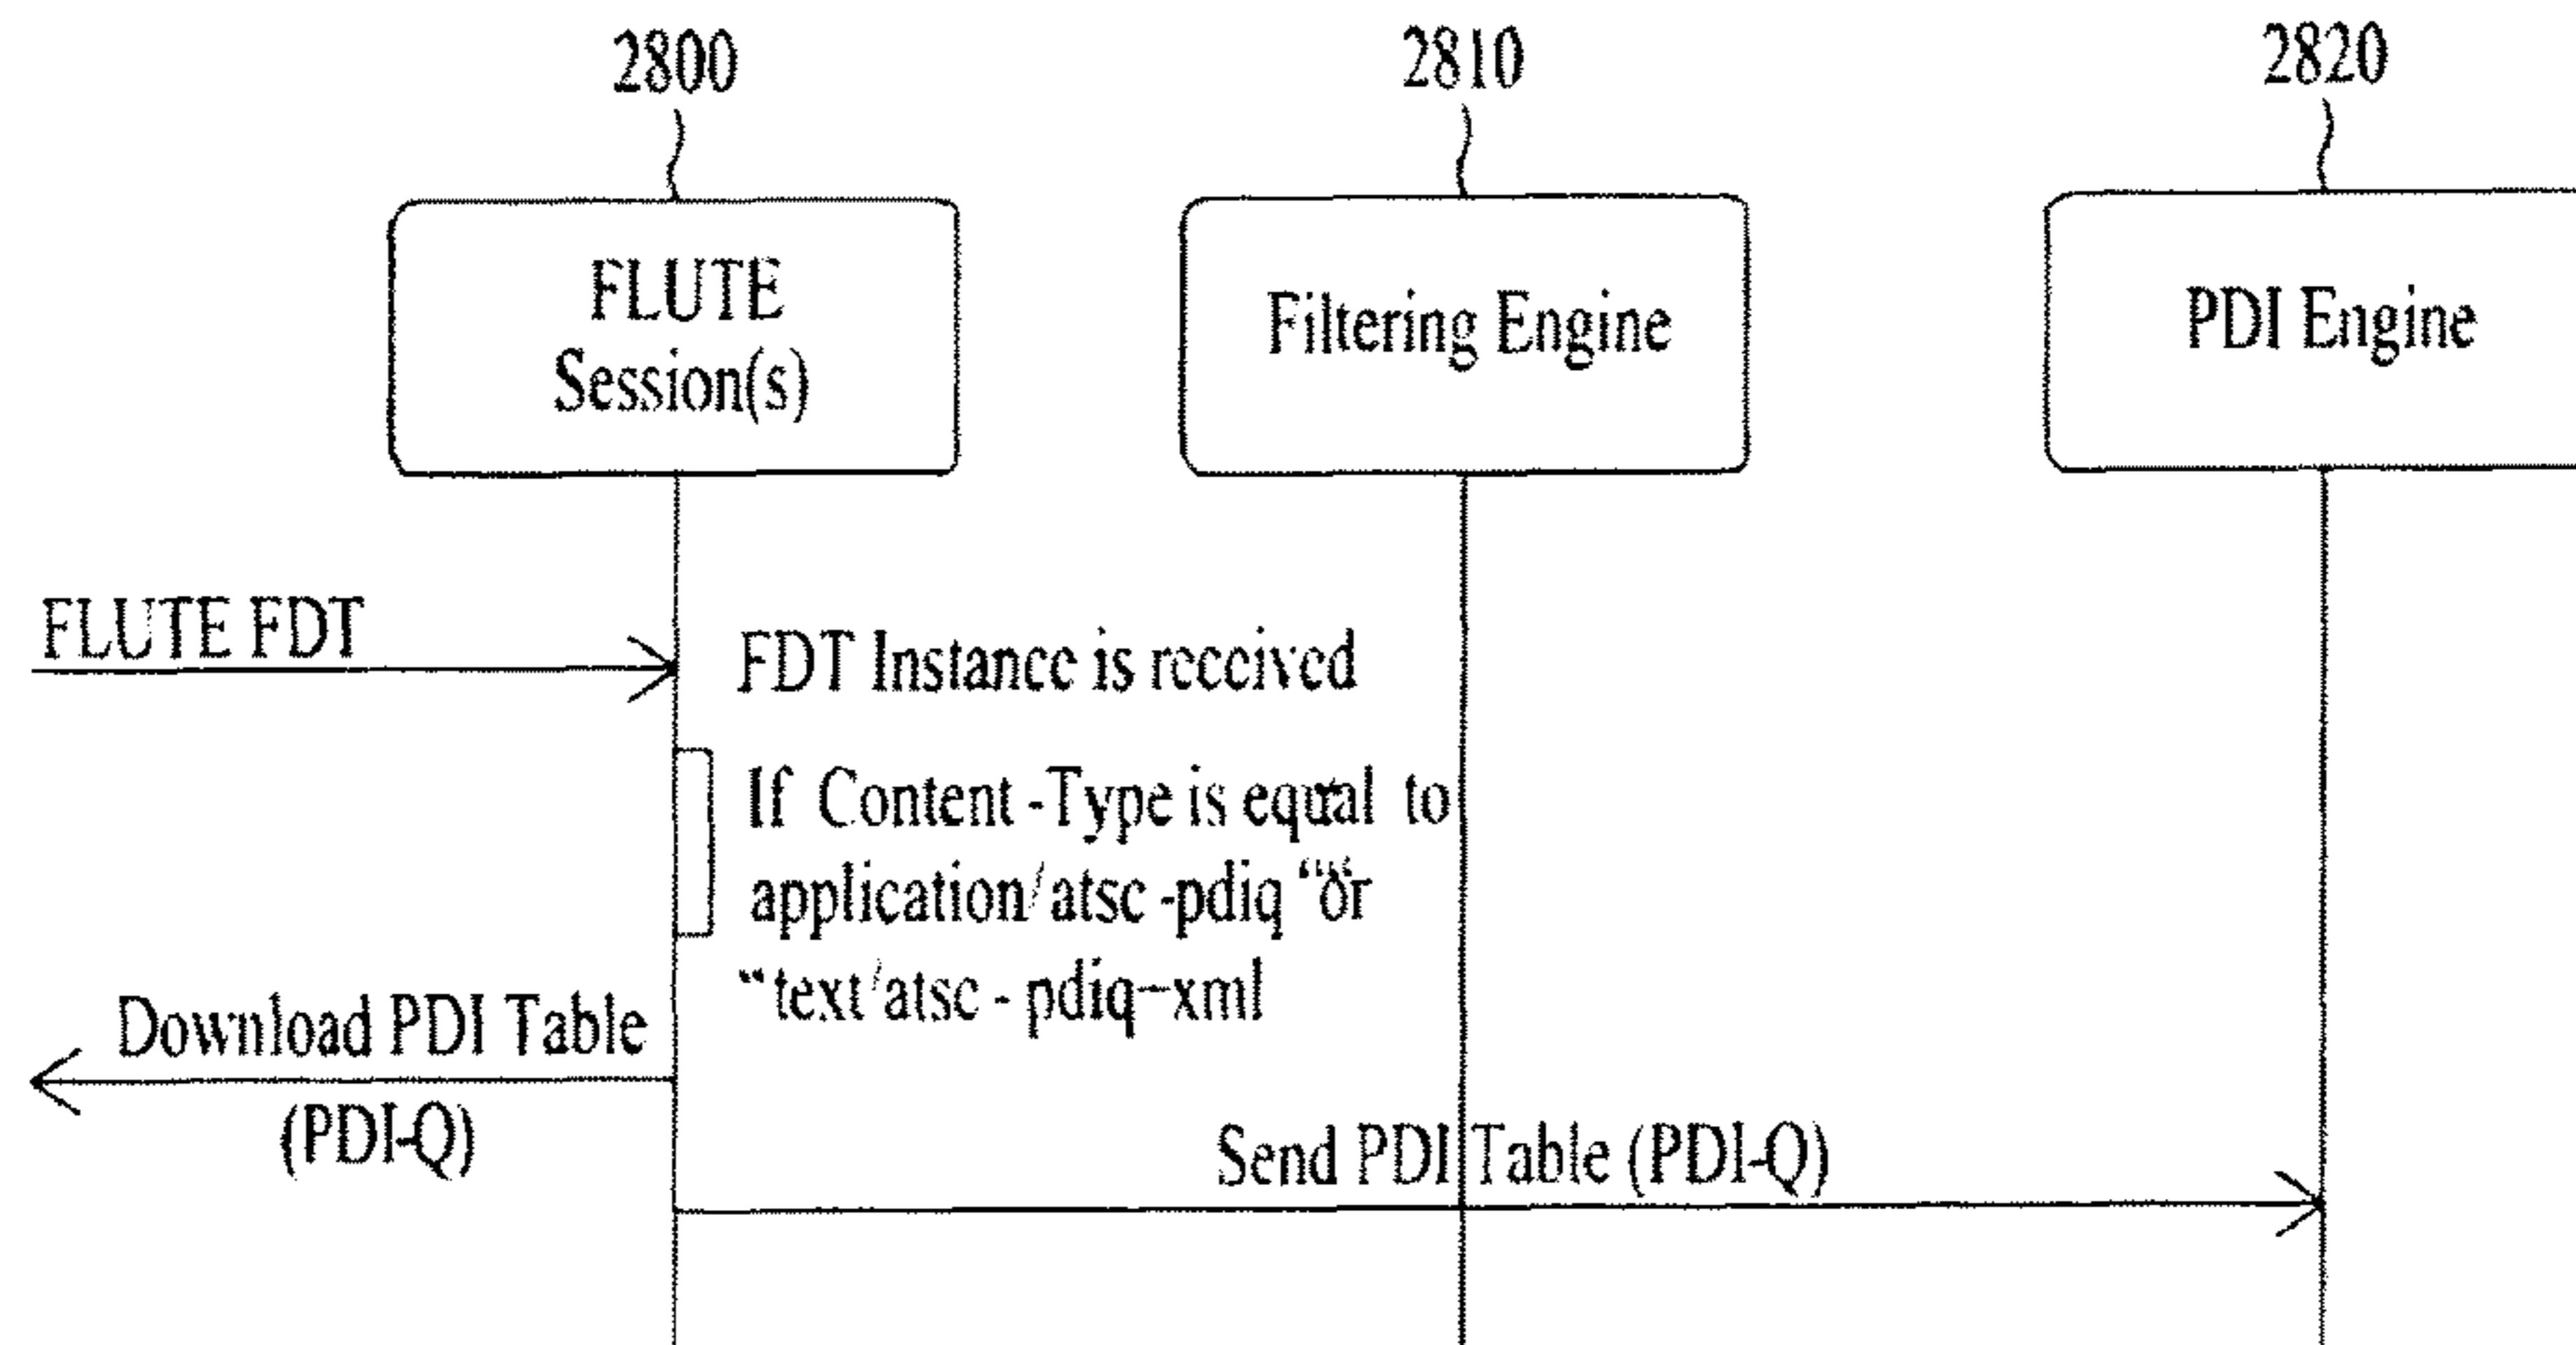 2800
2810
2820
FLUTE
Session(s)
Filtering Engine
PDI Engine
FLUTE FDT
FDT Instance is received
If Content -Type is equal to
application/atsc -pdiq “or
“text/atsc - pdiq-xml
Download PDI Table
(PDI-Q)
Send PDI Table (PDI-Q)